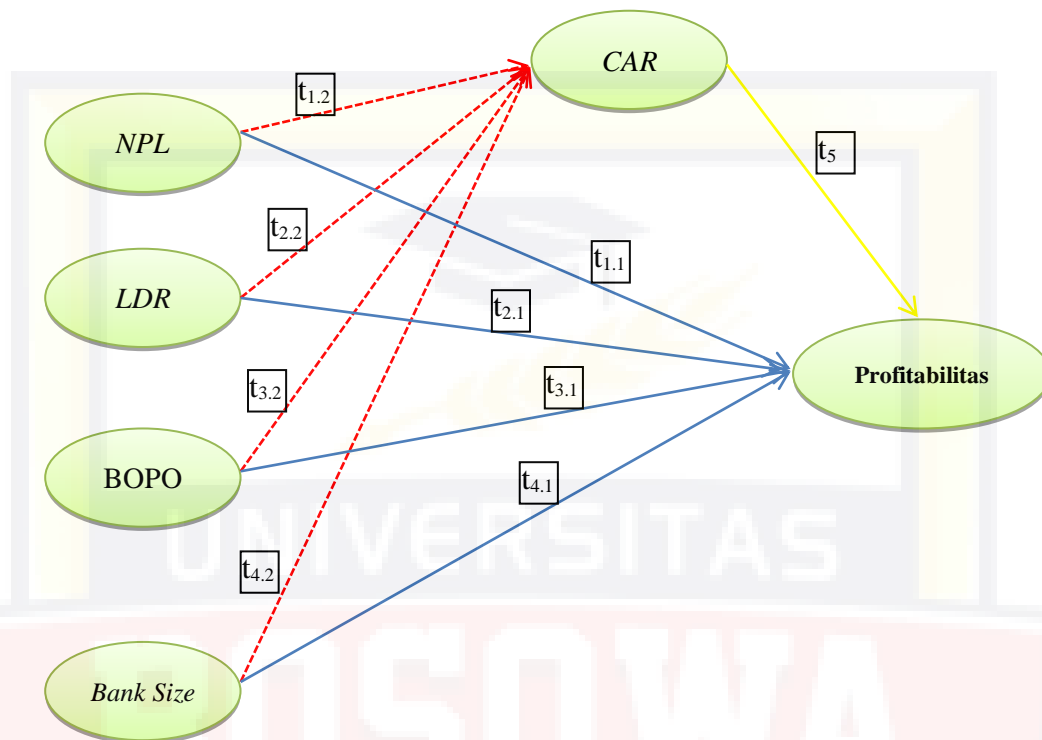 CAR
t1.2
NPL
t5
t2.2
t1.1
LDR
t2.1
Profitabilitas
t3.2
t3.1
BOPO
t4.1
UNIVERSITAS
t4.2
BOSOWA
Bank Size